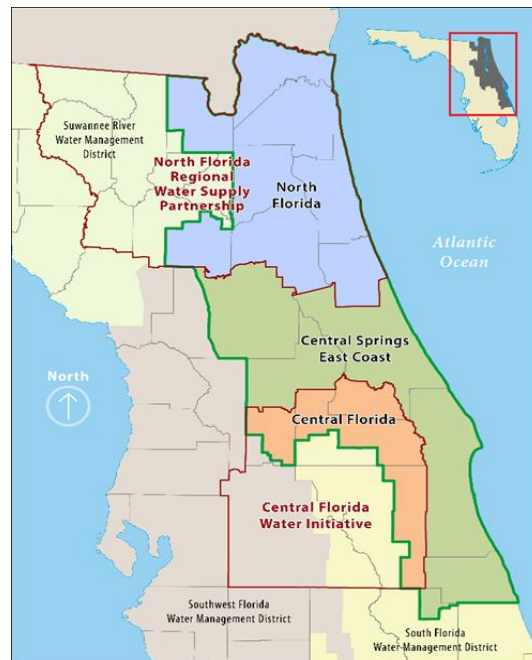 Suwannee River
Water Management
District
North Florida
Regional
Water Supply
Partnership
North
Florida
Atlantic
Ocean
Central Springs
East Coast
North
Central Florida
Central Florida
Water Initiative
Southwest Florida
Water Management District
South Florida
Water Management District